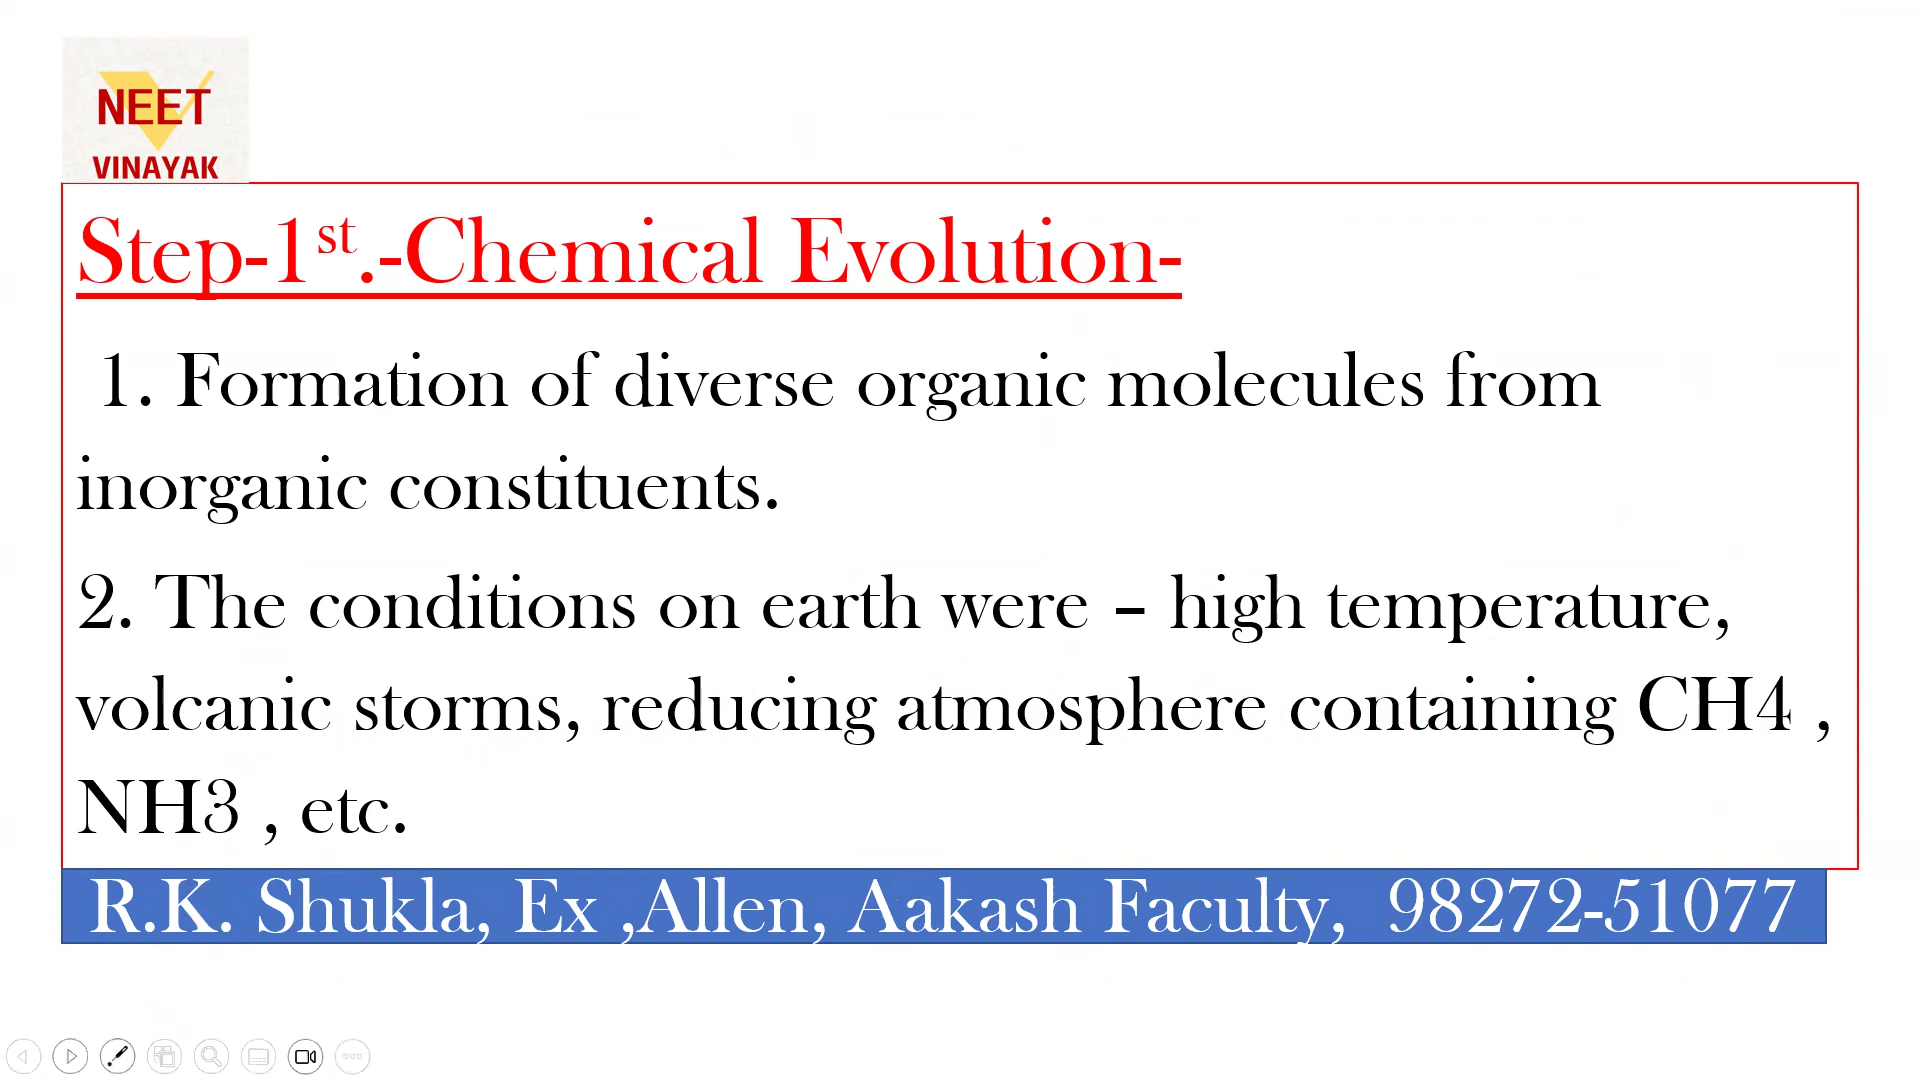 NEET
VINAYAK
Step-1st.-Chemical Evolution-
1. Formation of diverse organic molecules from
inorganic constituents.
2. The conditions on earth were – high temperature,
volcanic storms, reducing atmosphere containing CH4 ,
NH3 , etc.
R.K. Shukla, Ex ,Allen, Aakash Faculty, 98272-51077